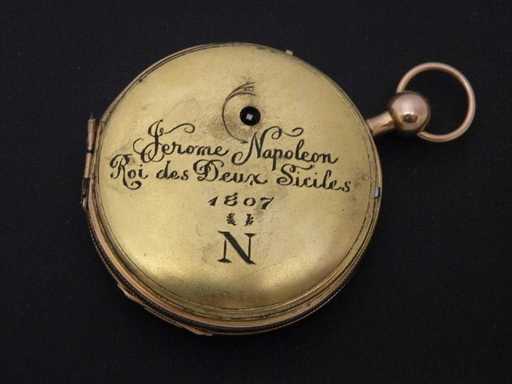 Jerome Napoleon
Roi des Deux Siciles
1807
N